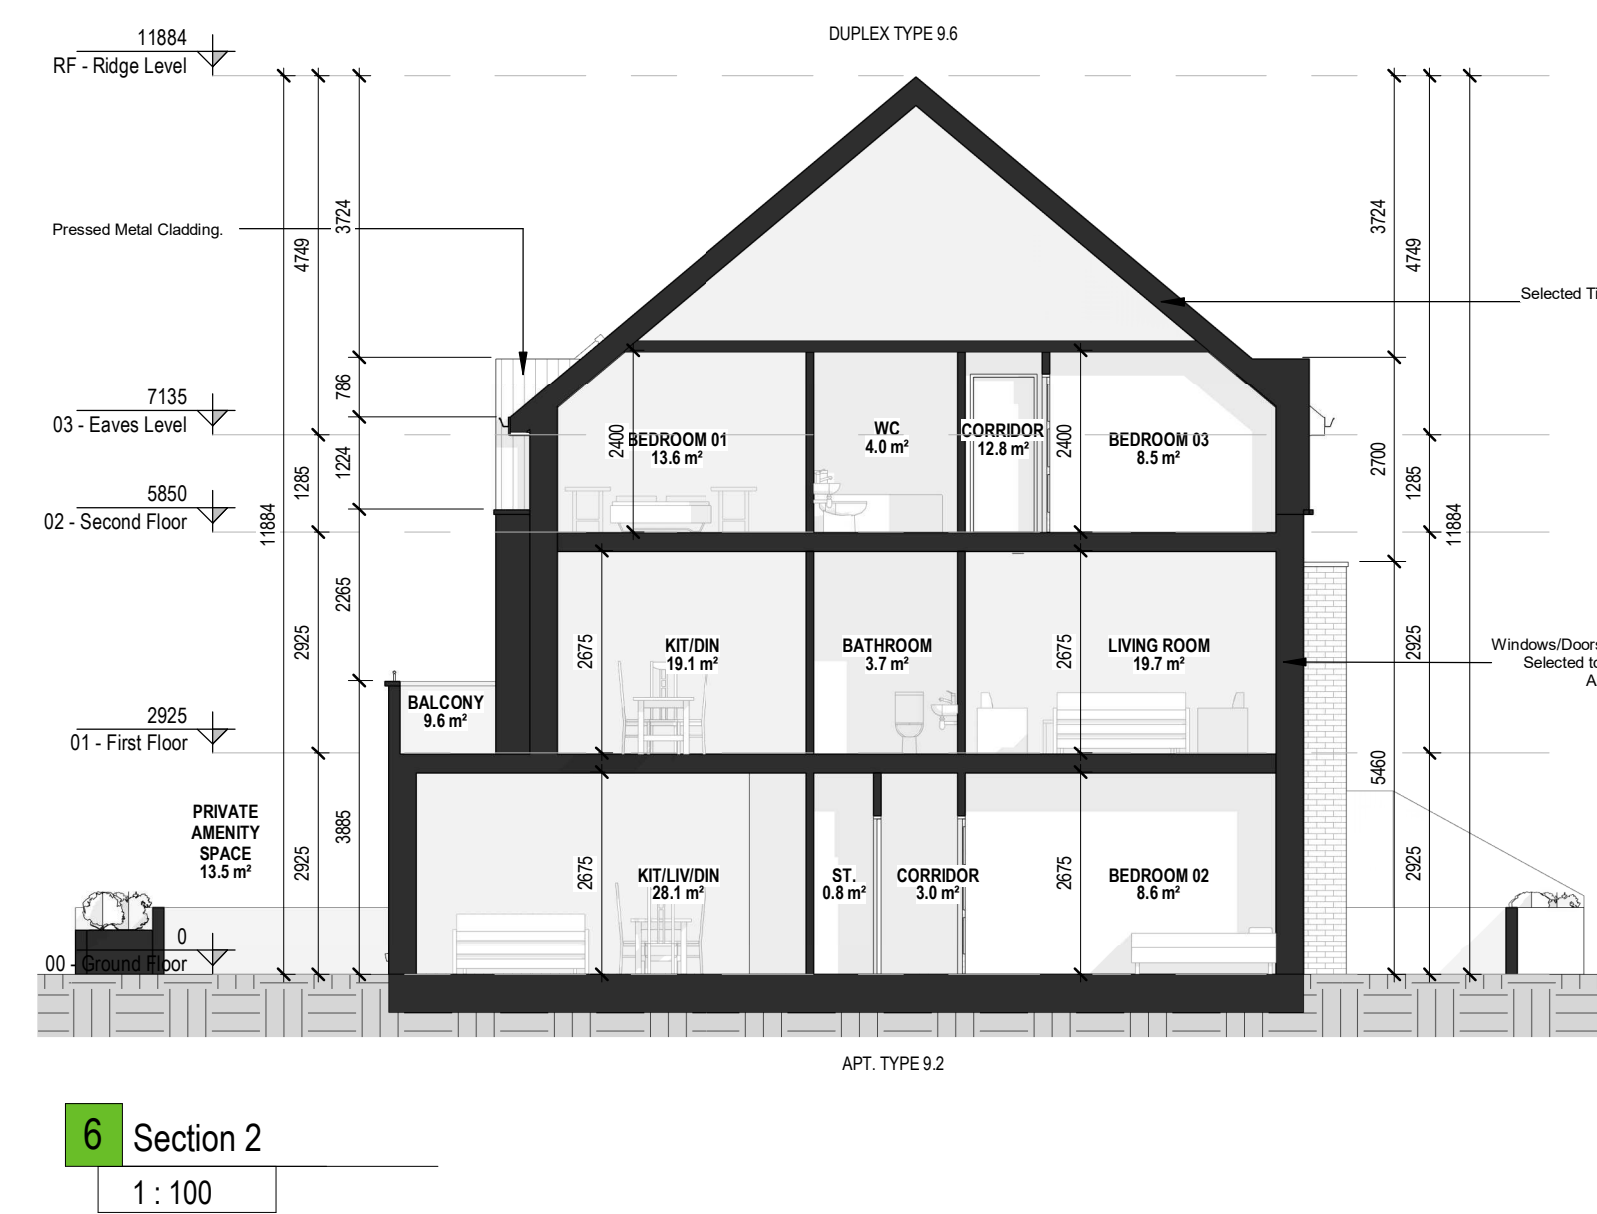 DUPLEX TYPE 9.6
11884
RF - Ridge Level
Pressed Metal Cladding.
7135
03 - Eaves Level
5850
02 - Second Floor
2925
01 - First Floor
0
00 - Ground Floor
PRIVATE
AMENITY
SPACE
13.5 m²
11884
4749
1285
2925
2925
3724
786
1224
2265
3885
BEDROOM 01
13.6 m²
2400
WC
4.0 m²
CORRIDOR
12.8 m²
2400
BEDROOM 03
8.5 m²
BALCONY
9.6 m²
2675
KIT/DIN
19.1 m²
BATHROOM
3.7 m²
2675
LIVING ROOM
19.7 m²
2675
KIT/LIV/DIN
28.1 m²
ST.
0.8 m²
CORRIDOR
3.0 m²
2675
BEDROOM 02
8.6 m²
3724
2700
5460
4749
1285
2925
2925
11884
Selected
Windows/Doors
Selected
APT. TYPE 9.2
6 Section 2
1 : 100